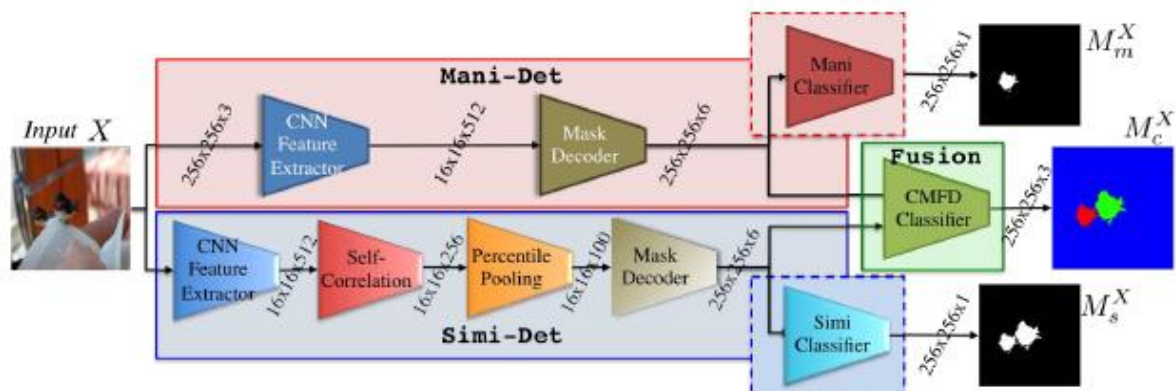 Input X
Mani-Det
256x256x3
CNN
Feature
Extractor
16x16x512
Mask
Decoder
256x256x6
Mani
Classifier
256x256x1
M_m^X
Fusion
CMFD
Classifier
256x256x3
M_c^X
CNN
Feature
Extractor
16x16x512
Self-
Correlation
16x16x256
Percentile
Pooling
16x16x100
Mask
Decoder
256x256x6
Simi-Det
Simi
Classifier
256x256x1
M_s^X